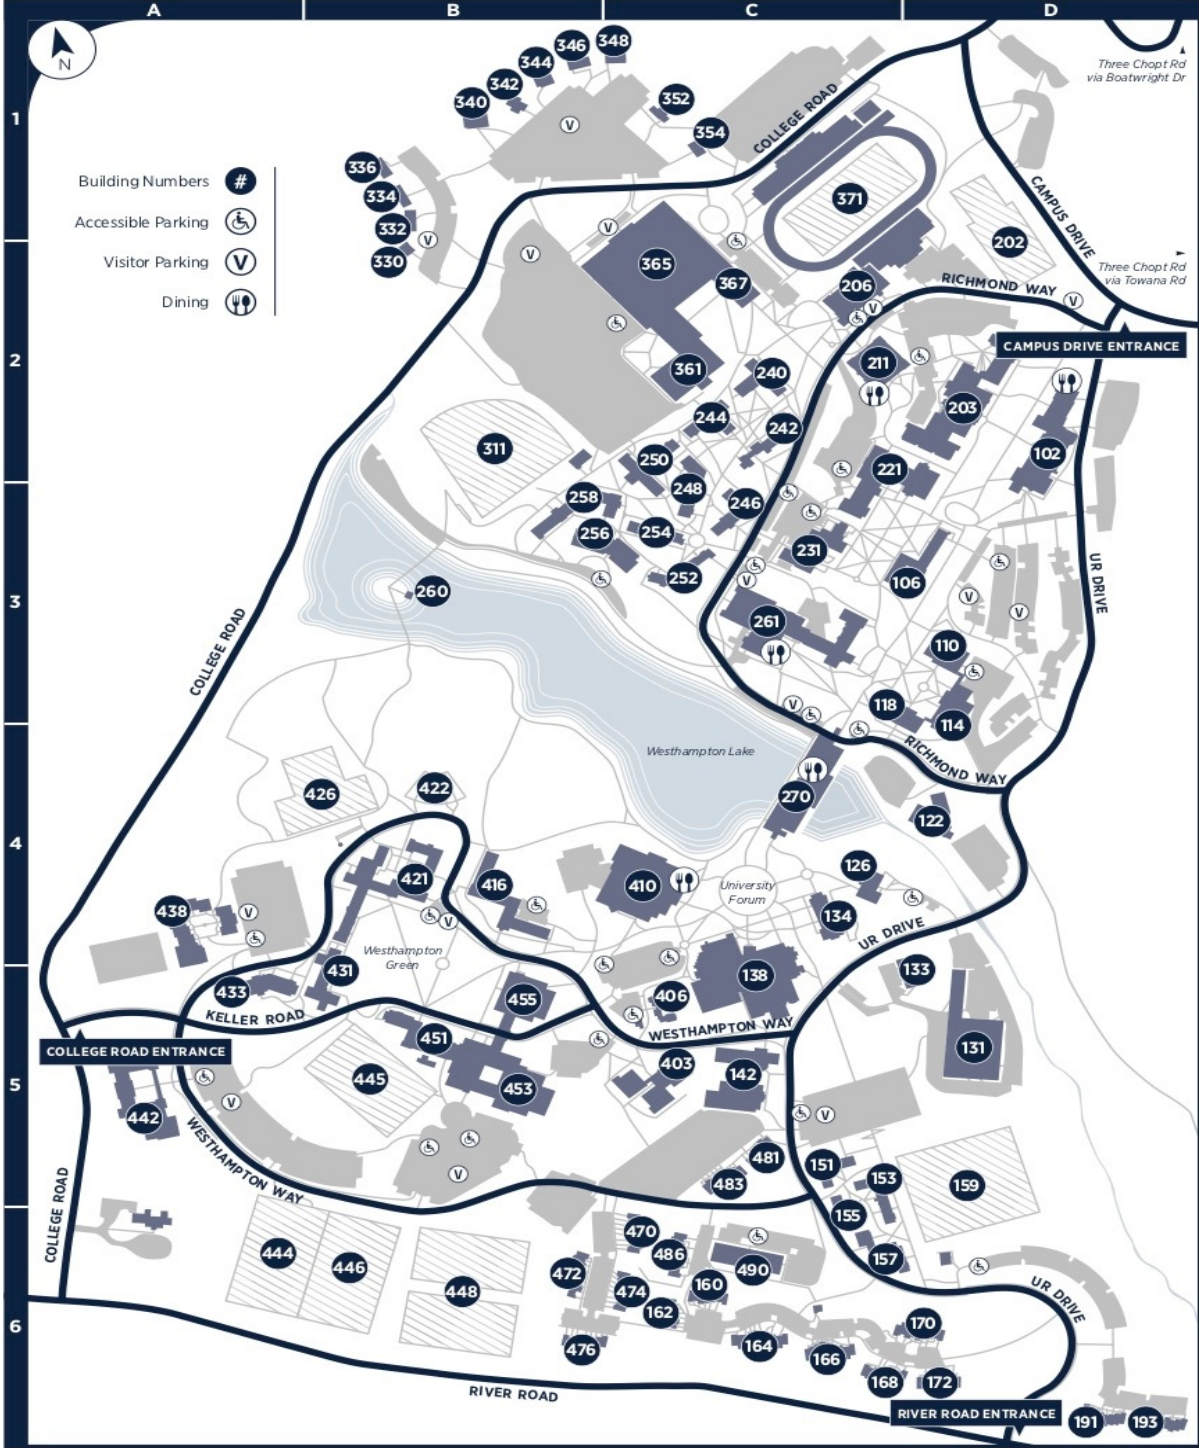 A B C D
1
2
3
4
5
6
N
Building Numbers #
Accessible Parking
Visitor Parking V
Dining
Three Chopt Rd
via Boatwright Dr
Three Chopt Rd
via Towana Rd
COLLEGE ROAD
CAMPUS DRIVE
RICHMOND WAY
CAMPUS DRIVE ENTRANCE
346
348
344
342
340
352
354
V
336
334
332
330
V
V
V
371
202
365
367
206
V
V
361
240
211
203
244
242
102
311
250
221
248
258
246
256
254
231
252
106
V
260
261
V
V
UR DRIVE
COLLEGE ROAD
110
118
114
V
Westhampton Lake
RICHMOND WAY
426
422
270
122
421
416
410
126
University
Forum
134
438
V
V
Westhampton
Green
UR DRIVE
431
433
455
138
133
406
KELLER ROAD
WESTHAMPTON WAY
451
131
COLLEGE ROAD ENTRANCE
403
445
453
142
442
V
V
WESTHAMPTON WAY
V
481
151
483
153
159
155
COLLEGE ROAD
444
446
448
470
486
472
490
157
474
160
162
UR DRIVE
476
164
166
170
168
172
RIVER ROAD
RIVER ROAD ENTRANCE
191
193